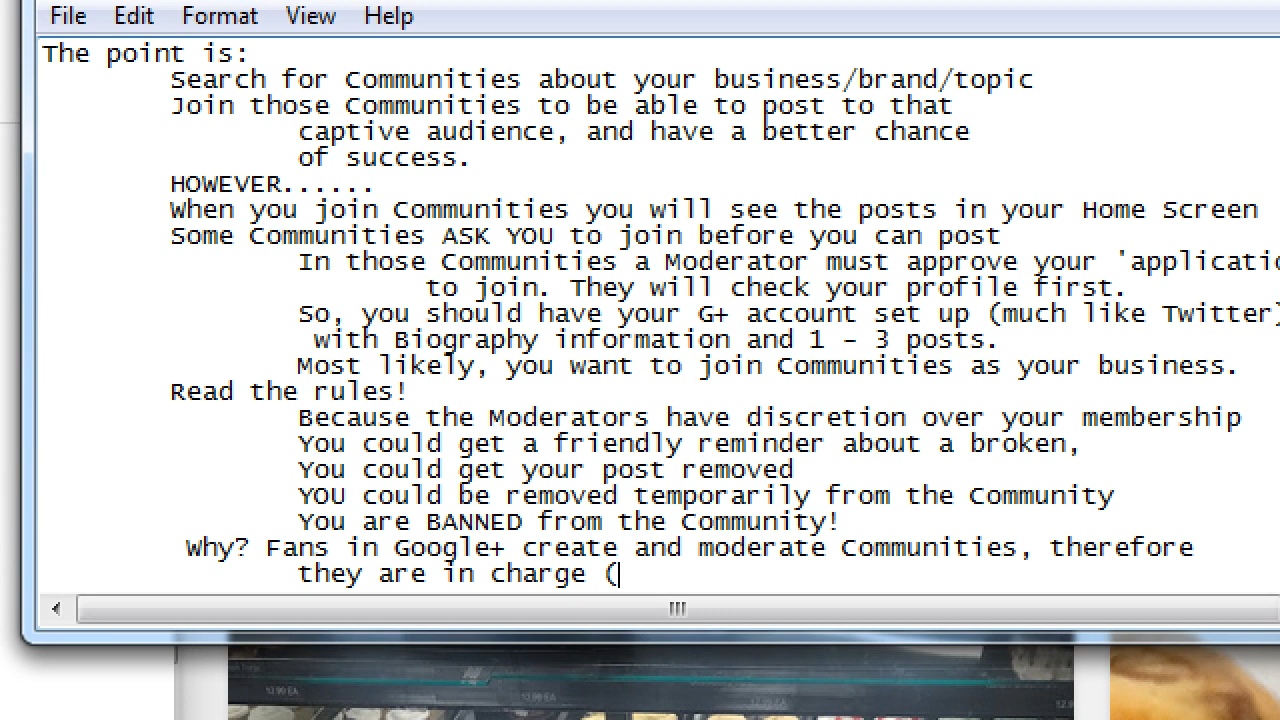 File Edit Format View Help
The point is:
Search for Communities about your business/brand/topic
Join those Communities to be able to post to that
captive audience, and have a better chance
of success.
HOWEVER......
When you join Communities you will see the posts in your Home Screen
Some Communities ASK YOU to join before you can post
In those Communities a Moderator must approve your 'applicatio
to join. They will check your profile first.
So, you should have your G+ account set up (much like Twitter)
with Biography information and 1 - 3 posts.
Most likely, you want to join Communities as your business.
Read the rules!
Because the Moderators have discretion over your membership
You could get a friendly reminder about a broken,
You could get your post removed
YOU could be removed temporarily from the Community
You are BANNED from the Community!
Why? Fans in Google+ create and moderate Communities, therefore
they are in charge (
12.99 EA 12.99 EA